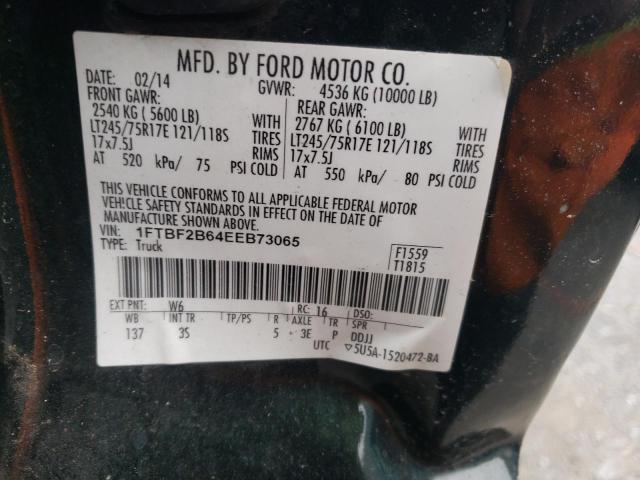 MFD. BY FORD MOTOR CO.
DATE: 02/14 GVWR: 4536 KG (10000 LB)
FRONT GAWR: REAR GAWR:
2540 KG (5600 LB) WITH 2767 KG (6100 LB) WITH
LT245/75R17E 121/118S TIRES LT245/75R17E 121/118S TIRES
17x7.5J RIMS 17x7.5J RIMS
AT 520 kPa/ 75 PSI COLD AT 550 kPa/ 80 PSI COLD
THIS VEHICLE CONFORMS TO ALL APPLICABLE FEDERAL MOTOR
VEHICLE SAFETY STANDARDS IN EFFECT ON THE DATE OF
MANUFACTURE SHOWN ABOVE.
VIN: 1FTBF2B64EEB73065 F1559
TYPE: Truck T1815
EXT PNT: W6 RC: 16 DSO:
WB INT TR TP/PS R AXLE TR SPR
137 3S 5 3E P DDJJ
UTC ▽5U5A-1520472-BA